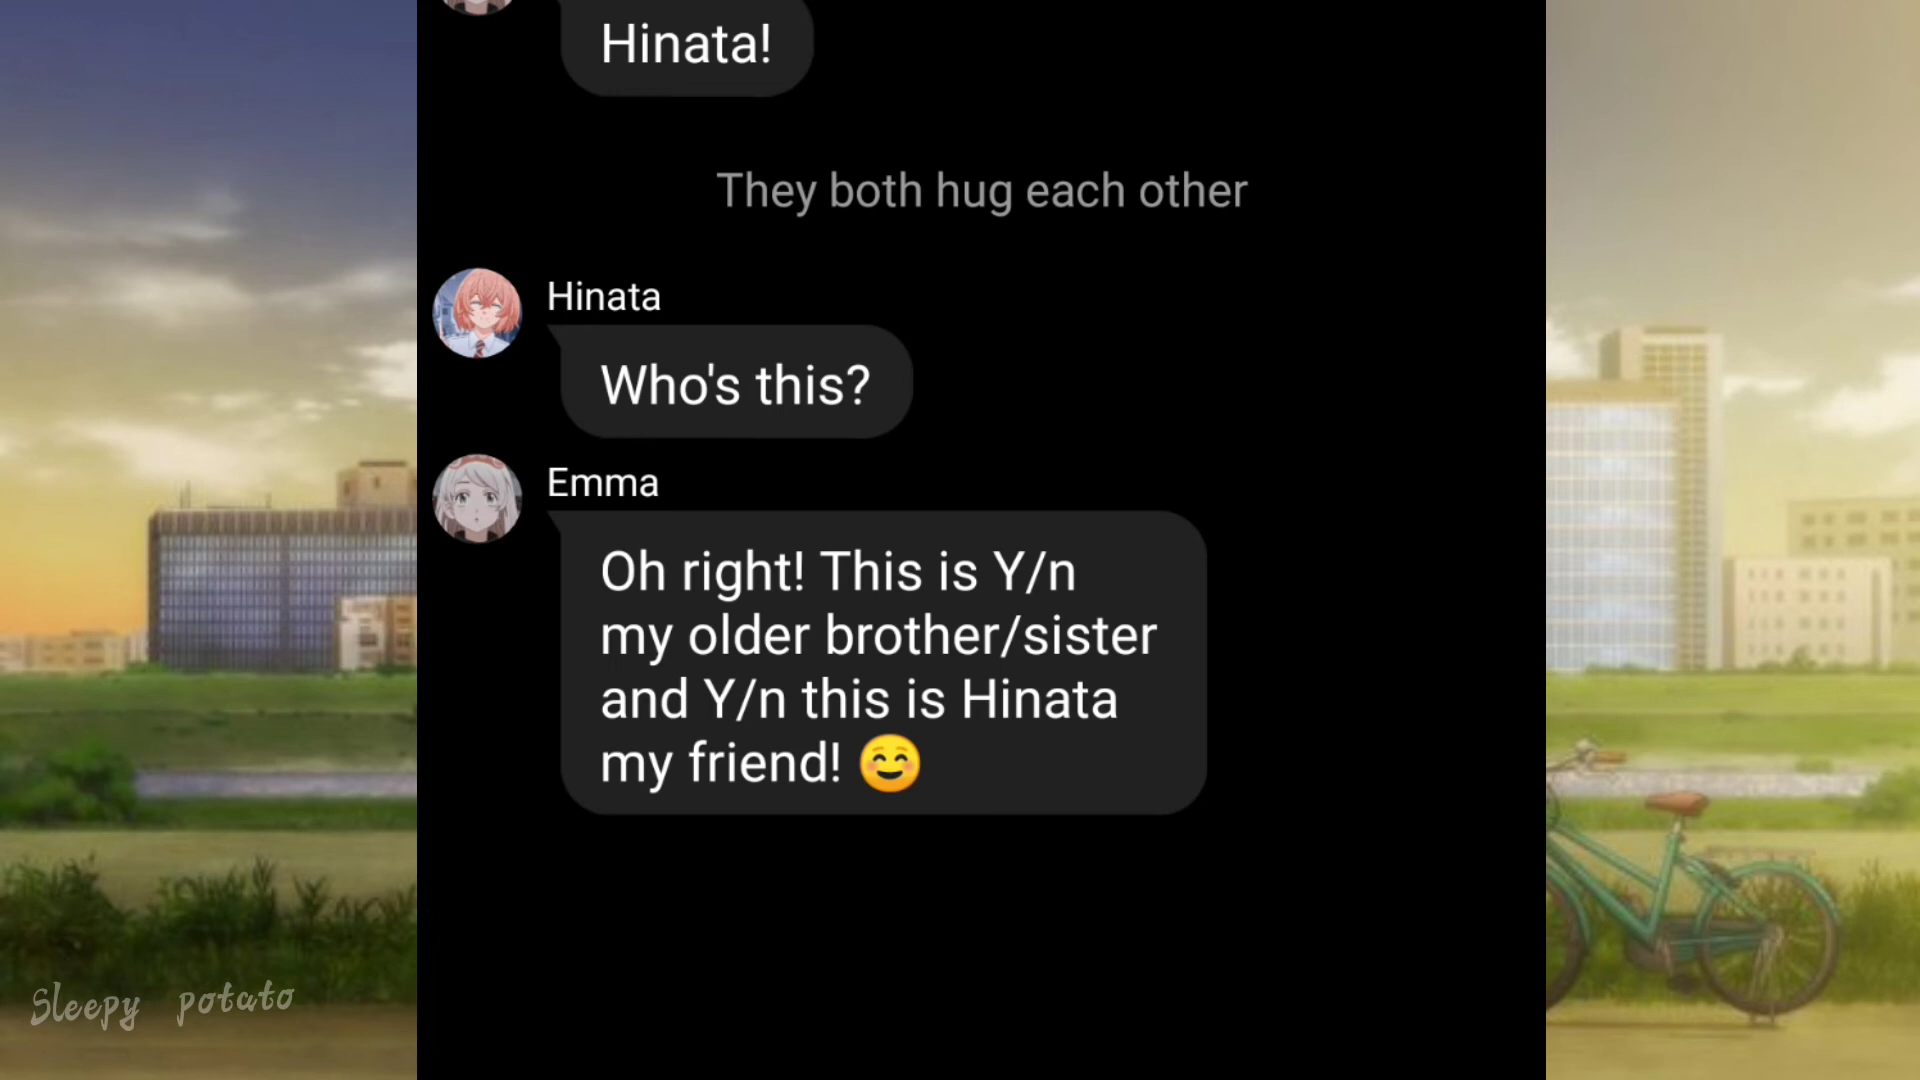 Hinata!
They both hug each other
Hinata
Who's this?
Emma
Oh right! This is Y/n
my older brother/sister
and Y/n this is Hinata
my friend! ☺️
Sleepy potato